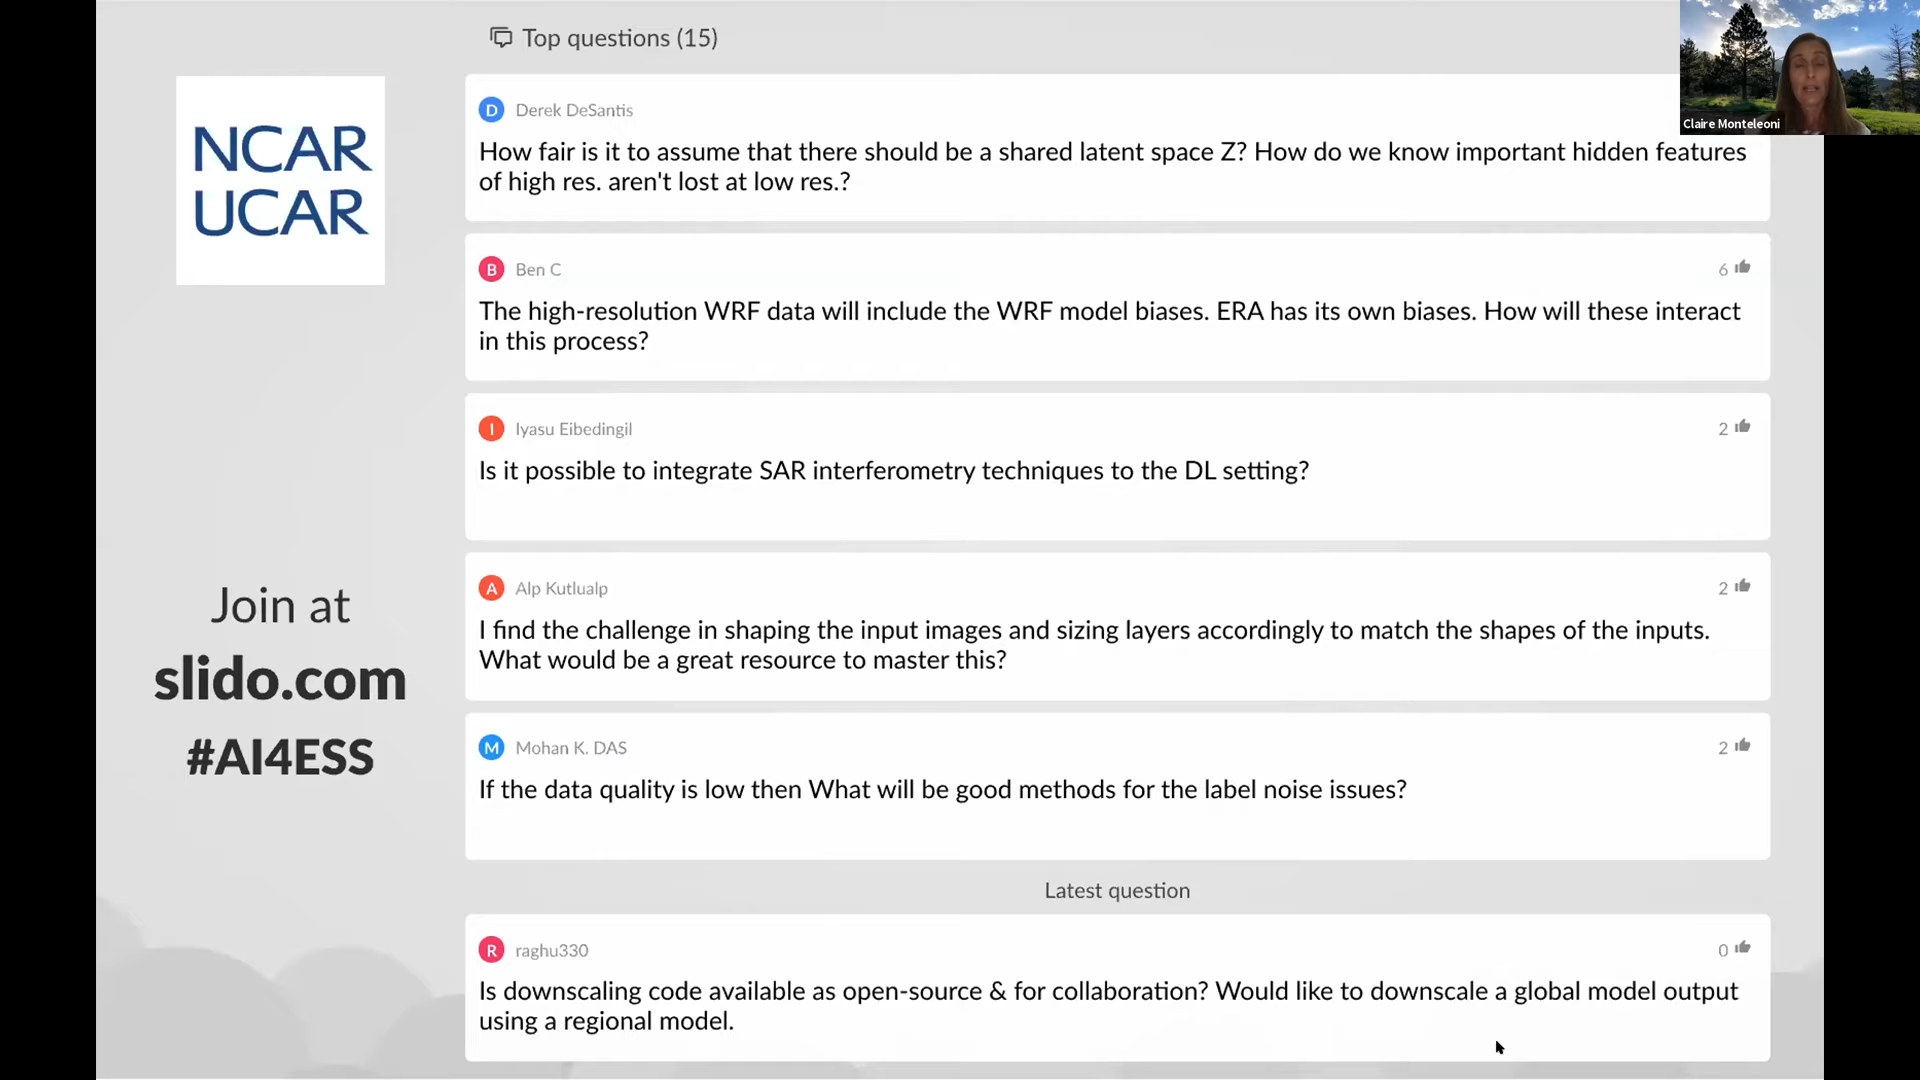 Top questions (15)
NCAR
UCAR
Join at
slido.com
#AI4ESS
D Derek DeSantis
How fair is it to assume that there should be a shared latent space Z? How do we know important hidden features
of high res. aren't lost at low res.?
B Ben C 6
The high-resolution WRF data will include the WRF model biases. ERA has its own biases. How will these interact
in this process?
I Iyasu Eibedingil 2
Is it possible to integrate SAR interferometry techniques to the DL setting?
A Alp Kutlualp 2
I find the challenge in shaping the input images and sizing layers accordingly to match the shapes of the inputs.
What would be a great resource to master this?
M Mohan K. DAS 2
If the data quality is low then What will be good methods for the label noise issues?
Latest question
R raghu330 0
Is downscaling code available as open-source & for collaboration? Would like to downscale a global model output
using a regional model.
Claire Monteleoni